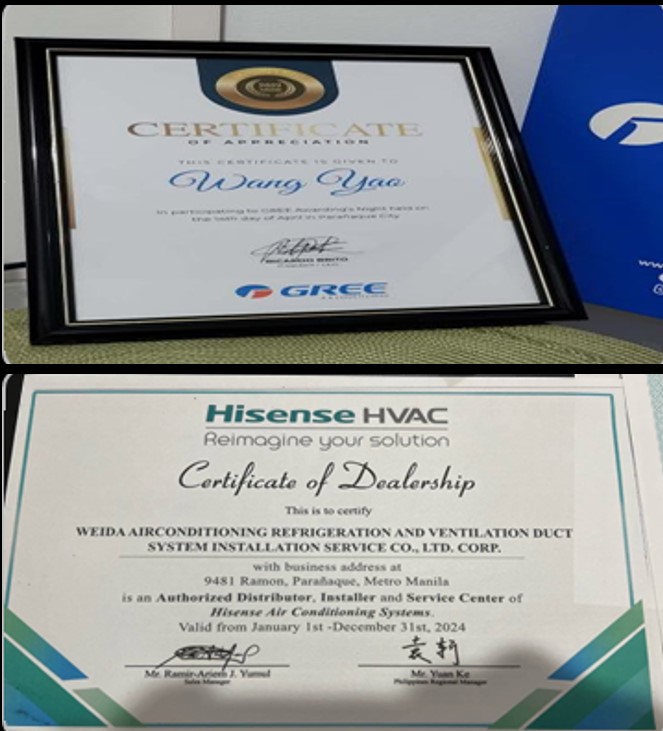 CERTIFICATE
OF APPRECIATION
THIS CERTIFICATE IS GIVEN TO
Wang Yao
In participating to GREE Awarding's Night held on
the 16th day of April in Parañaque City
RICARDO BRITO
GREE
www.
Hisense HVAC
Reimagine your solution
Certificate of Dealership
This is to certify
WEIDA AIRCONDITIONING REFRIGERATION AND VENTILATION DUCT
SYSTEM INSTALLATION SERVICE CO., LTD. CORP.
with business address at
9481 Ramon, Parañaque, Metro Manila
is an Authorized Distributor, Installer and Service Center of
Hisense Air Conditioning Systems.
Valid from January 1st -December 31st, 2024
袁轲
Mr. Ramir-Ariem J. Yumul
Mr. Yuan Ke
Sales Manager
Philippines Regional Manager